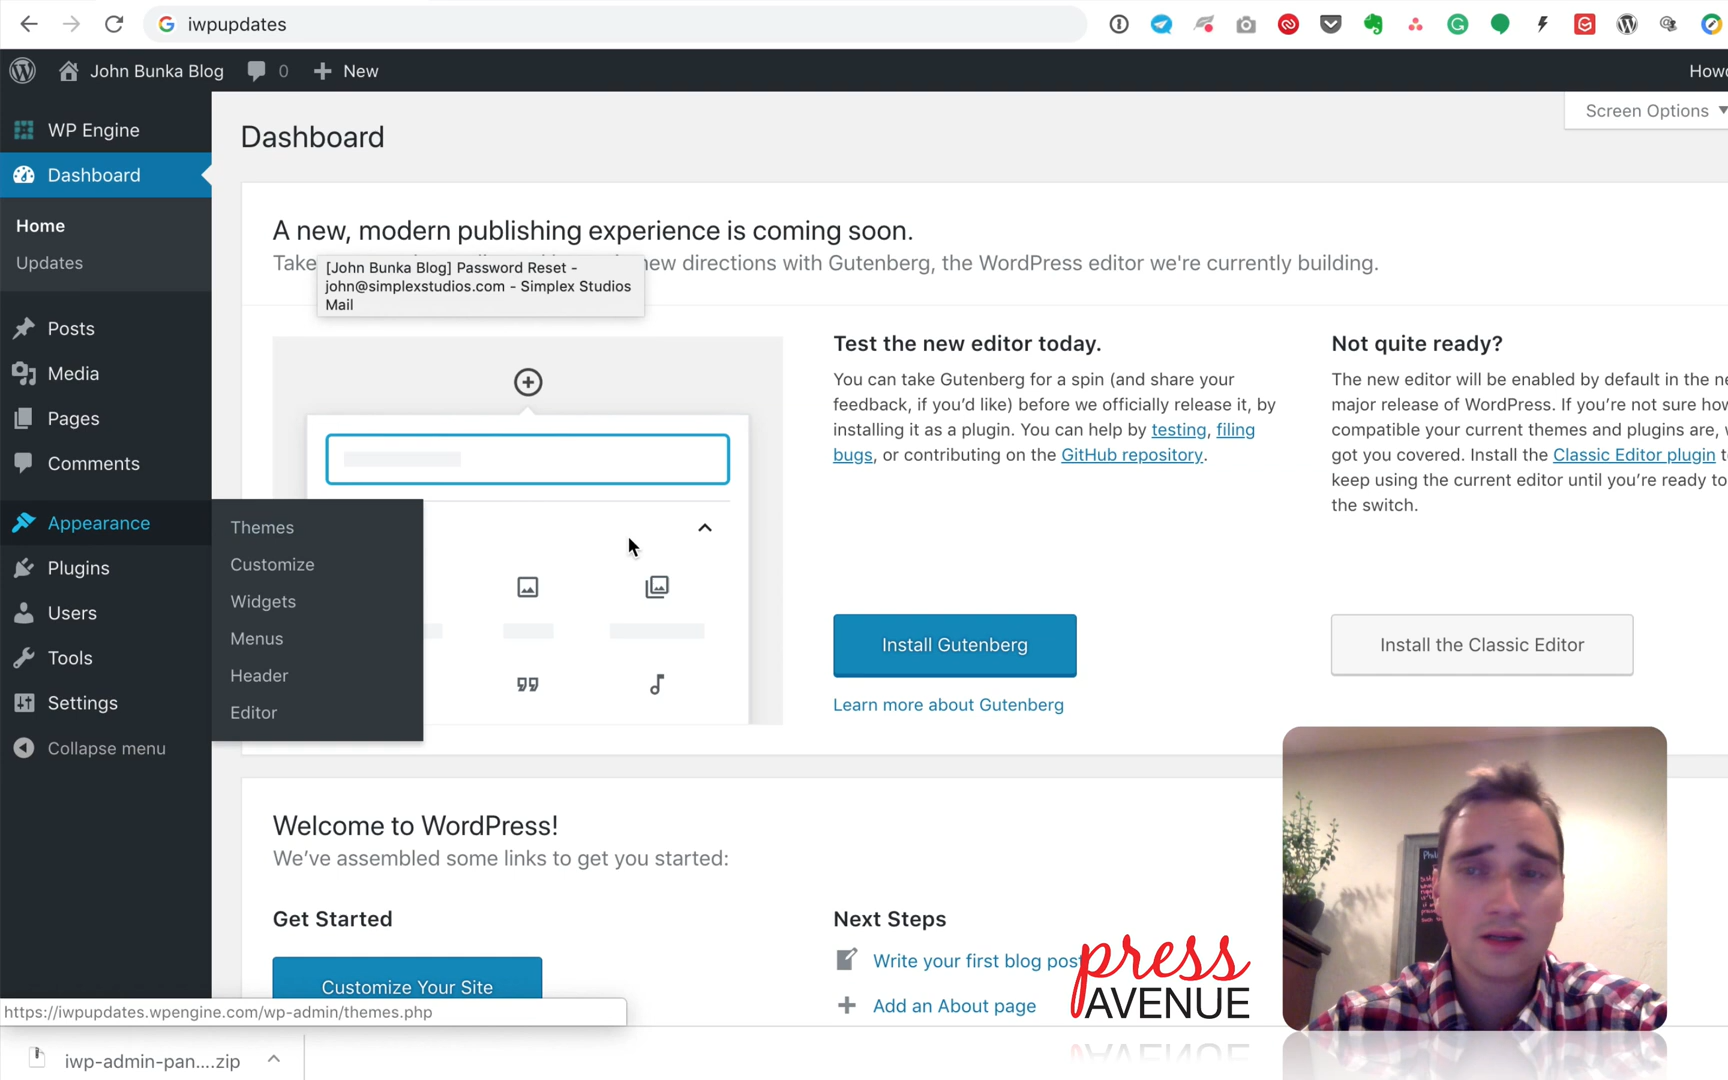 iwpupdates
John Bunka Blog 0 New Howd
WP Engine
Dashboard
Home
Updates
Posts
Media
Pages
Comments
Appearance
Plugins
Users
Tools
Settings
Collapse menu
Themes
Customize
Widgets
Menus
Header
Editor
Screen Options
Dashboard
A new, modern publishing experience is coming soon.
Take new directions with Gutenberg, the WordPress editor we're currently building.
[John Bunka Blog] Password Reset -
john@simplexstudios.com - Simplex Studios
Mail
Test the new editor today.
You can take Gutenberg for a spin (and share your
feedback, if you'd like) before we officially release it, by
installing it as a plugin. You can help by testing, filing
bugs, or contributing on the GitHub repository.
Install Gutenberg
Learn more about Gutenberg
Not quite ready?
The new editor will be enabled by default in the ne
major release of WordPress. If you're not sure how
compatible your current themes and plugins are, w
got you covered. Install the Classic Editor plugin t
keep using the current editor until you're ready to
the switch.
Install the Classic Editor
Welcome to WordPress!
We've assembled some links to get you started:
Get Started
Customize Your Site
Next Steps
Write your first blog post
Add an About page
press
AVENUE
https://iwpupdates.wpengine.com/wp-admin/themes.php
iwp-admin-pan....zip